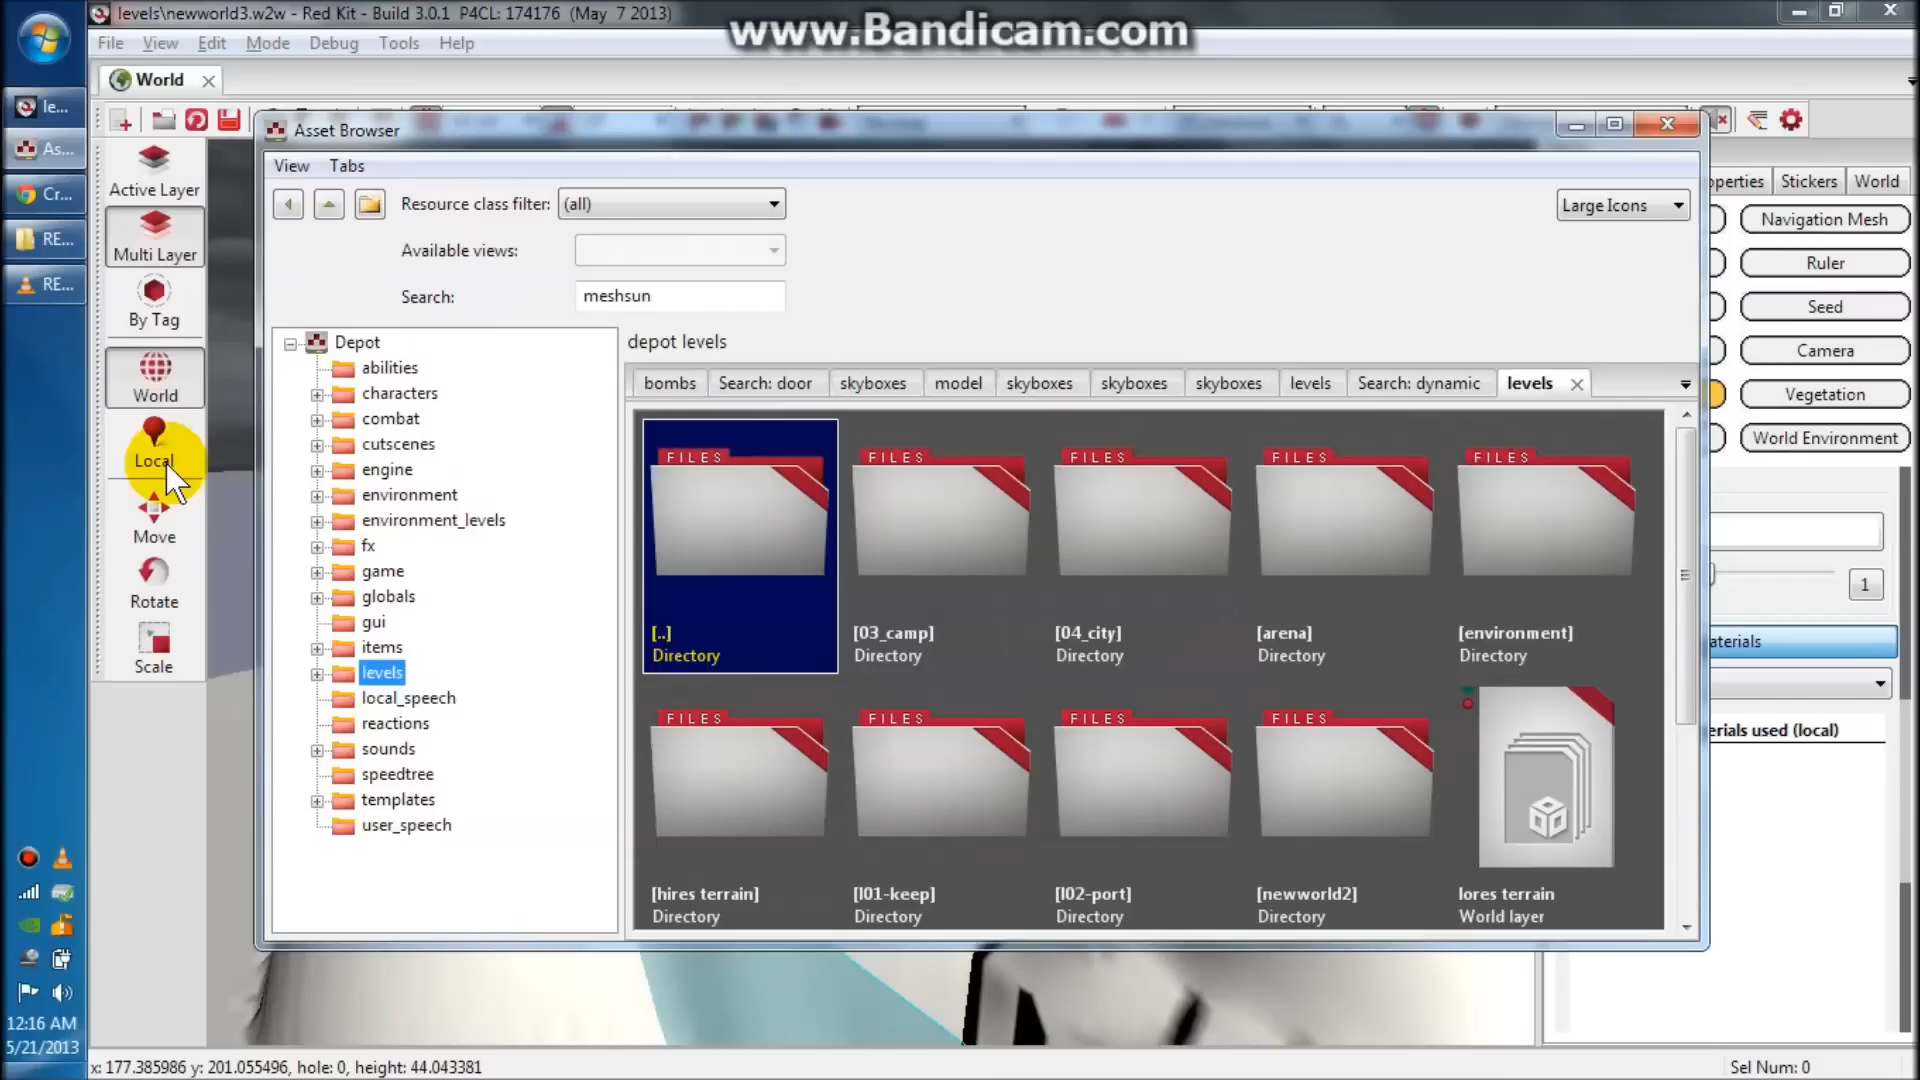 levels\newworld3.w2w - Red Kit - Build 3.0.1  P4CL: 174176  (May  7 2013)
www.Bandicam.com
File View Edit Mode Debug Tools Help
World
le...
As...
Cr...
RE...
RE...
Active Layer
Multi Layer
By Tag
World
Local
Move
Rotate
Scale
Asset Browser
View Tabs
Resource class filter: (all)
Large Icons
Available views:
Search: meshsun
Depot
abilities
characters
combat
cutscenes
engine
environment
environment_levels
fx
game
globals
gui
items
levels
local_speech
reactions
sounds
speedtree
templates
user_speech
depot levels
bombs Search: door skyboxes model skyboxes skyboxes skyboxes levels Search: dynamic levels
FILES FILES FILES FILES FILES
[..] [03_camp] [04_city] [arena] [environment]
Directory Directory Directory Directory Directory
FILES FILES FILES FILES
[hires terrain] [l01-keep] [l02-port] [newworld2] lores terrain
Directory Directory Directory Directory World layer
operties Stickers World
Navigation Mesh
Ruler
Seed
Camera
Vegetation
World Environment
1
aterials
erials used (local)
12:16 AM
5/21/2013
x: 177.385986 y: 201.055496, hole: 0, height: 44.043381
Sel Num: 0